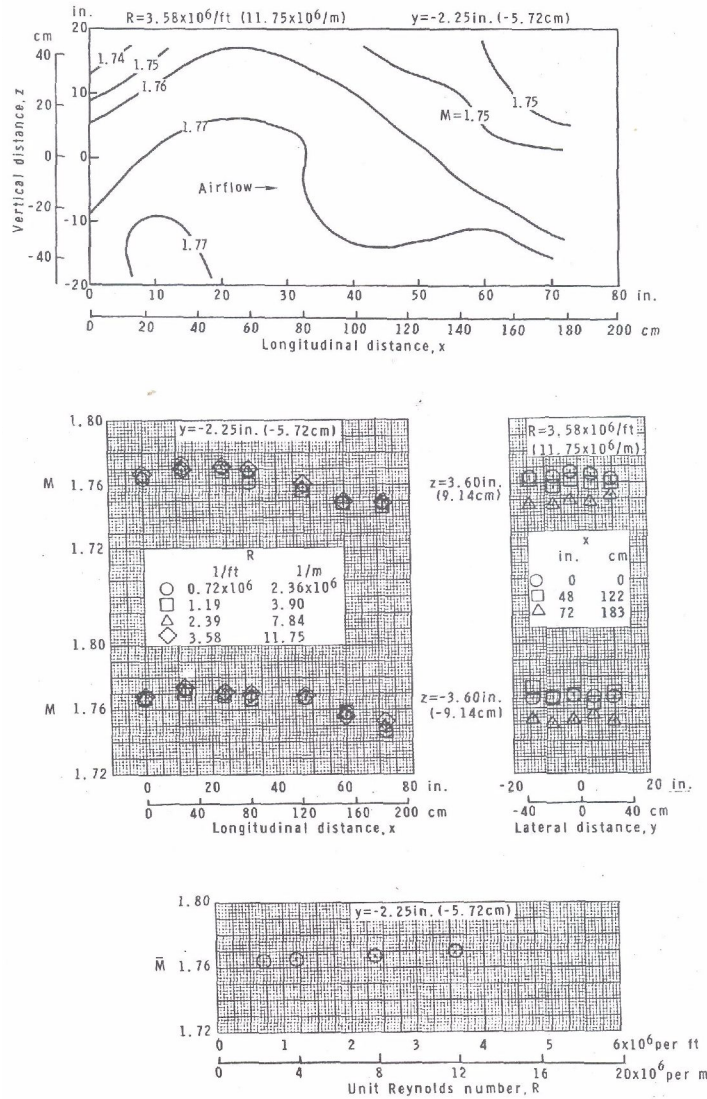 in. R=3.58x10⁶/ft (11.75x10⁶/m) y=-2.25in.(-5.72cm)
20
cm
40
10
20
0 0
-20
-10
-40
-20
Vertical distance, z
1.74
1.75
1.76
1.77
1.77
M=1.75
1.75
Airflow →
0 10 20 30 40 50 60 70 80
in.
0 20 40 60 80 100 120 140 160 180 200 cm
Longitudinal distance, x
1.80
y=-2.25in.(-5.72cm)
M 1.76
1.72
R
1/ft 1/m
0.72x10⁶ 2.36x10⁶
1.19 3.90
2.39 7.84
3.58 11.75
1.80
M 1.76
1.72
0 20 40 60 80 in.
0 40 80 120 160 200 cm
Longitudinal distance, x
R=3.58x10⁶/ft
(11.75x10⁶/m)
z=3.60in.
(9.14cm)
x
in. cm
0 0
48 122
72 183
z=-3.60in.
(-9.14cm)
-20 0 20 in.
-40 0 40 cm
Lateral distance, y
1.80
y=-2.25in.(-5.72cm)
M̄ 1.76
1.72
0 1 2 3 4 5 6x10⁶ per ft
0 4 8 12 16 20x10⁶ per m
Unit Reynolds number, R